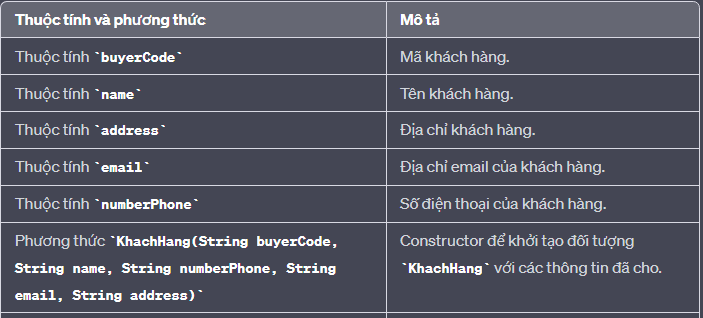 Thuộc tính và phương thức Mô tả
Thuộc tính `buyerCode` Mã khách hàng.
Thuộc tính `name` Tên khách hàng.
Thuộc tính `address` Địa chỉ khách hàng.
Thuộc tính `email` Địa chỉ email của khách hàng.
Thuộc tính `numberPhone` Số điện thoại của khách hàng.
Phương thức `KhachHang(String buyerCode,
String name, String numberPhone, String
email, String address)`
Constructor để khởi tạo đối tượng
`KhachHang` với các thông tin đã cho.